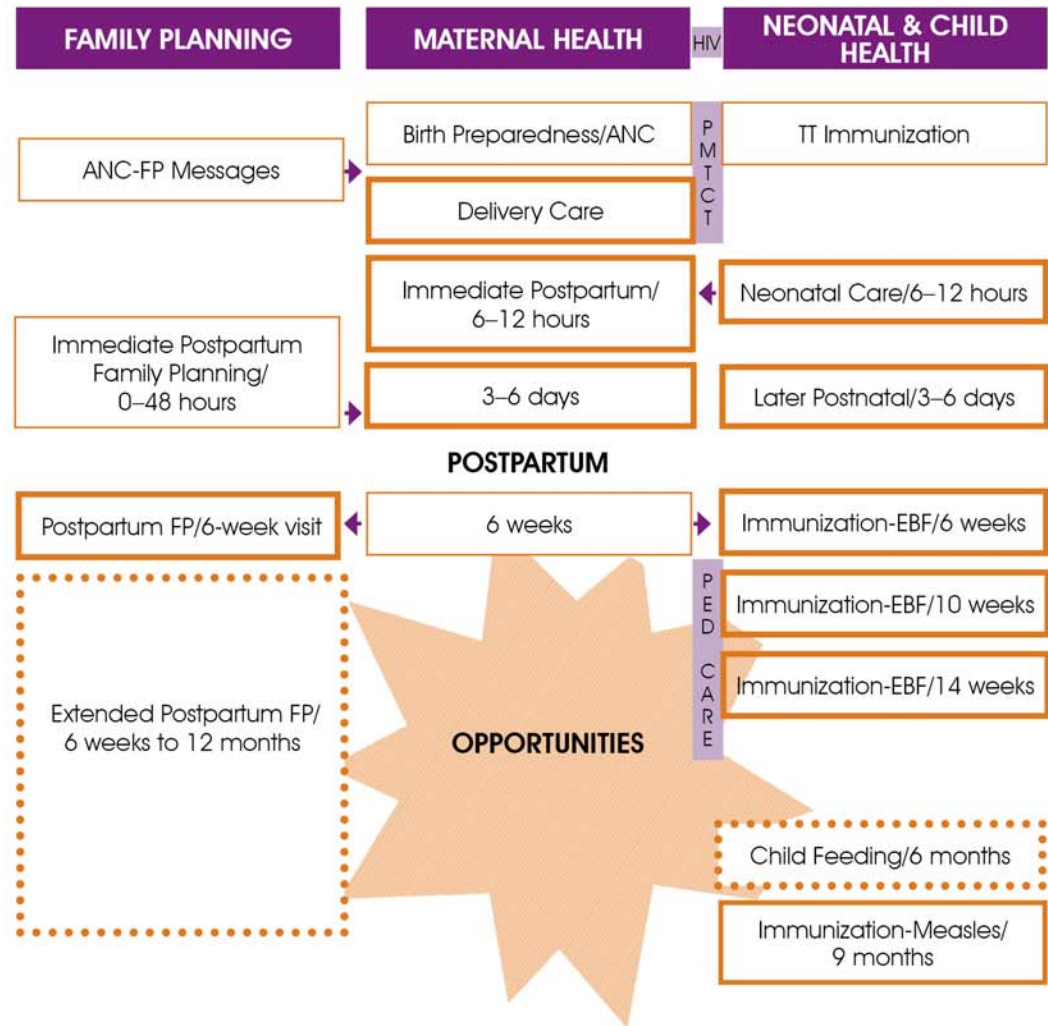 FAMILY PLANNING
MATERNAL HEALTH
HIV
NEONATAL & CHILD
HEALTH
Birth Preparedness/ANC
PMTCT
TT Immunization
ANC-FP Messages
Delivery Care
Immediate Postpartum/
6–12 hours
Neonatal Care/6–12 hours
Immediate Postpartum
Family Planning/
0–48 hours
3–6 days
Later Postnatal/3–6 days
POSTPARTUM
Postpartum FP/6-week visit
6 weeks
Immunization-EBF/6 weeks
PED CARE
Immunization-EBF/10 weeks
Immunization-EBF/14 weeks
Extended Postpartum FP/
6 weeks to 12 months
OPPORTUNITIES
Child Feeding/6 months
Immunization-Measles/
9 months